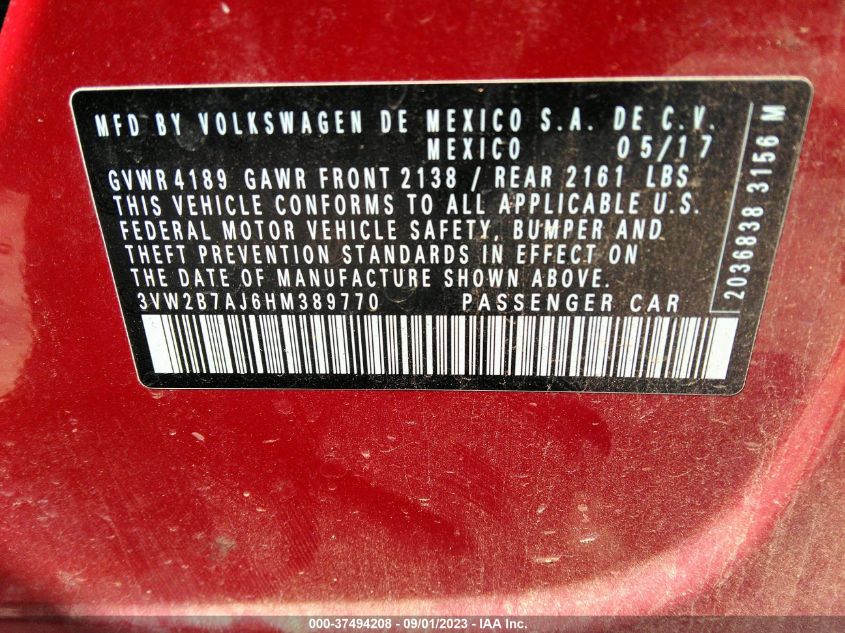 MFD BY VOLKSWAGEN DE MEXICO S.A. DE C.V.
MEXICO 05/17
GVWR 4189 GAWR FRONT 2138 / REAR 2161 LBS
THIS VEHICLE CONFORMS TO ALL APPLICABLE U.S.
FEDERAL MOTOR VEHICLE SAFETY, BUMPER AND
THEFT PREVENTION STANDARDS IN EFFECT ON
THE DATE OF MANUFACTURE SHOWN ABOVE.
3VW2B7AJ6HM389770 PASSENGER CAR
2036838 3156 M
000-37494208 - 09/01/2023 - IAA Inc.